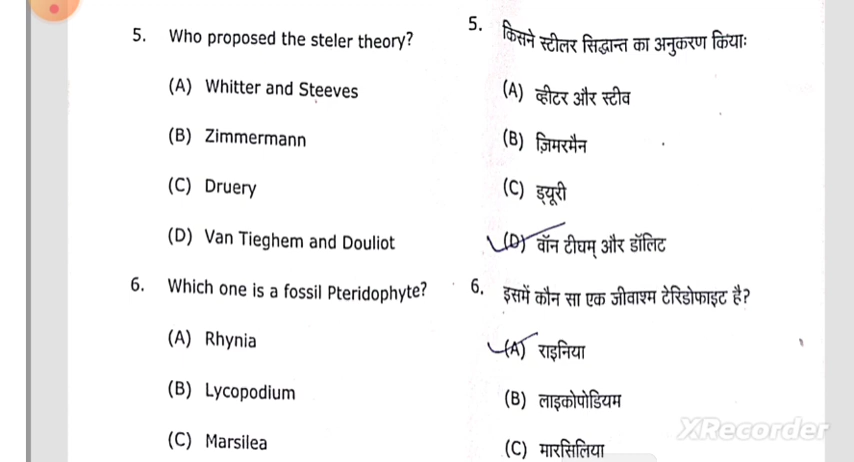 5. Who proposed the steler theory?
(A) Whitter and Steeves
(B) Zimmermann
(C) Druery
(D) Van Tieghem and Douliot
6. Which one is a fossil Pteridophyte?
(A) Rhynia
(B) Lycopodium
(C) Marsilea
5. किसने स्टीलर सिद्धान्त का अनुकरण कियाः
(A) व्हीटर और स्टीव
(B) ज़िमरमैन
(C) ड्यूरी
(D) वॉन टीघम् और डॉलिट
6. इसमें कौन सा एक जीवाश्म टेरिडोफाइट है?
(A) राइनिया
(B) लाइकोपोडियम
(C) मारसिलिया
XRecorder